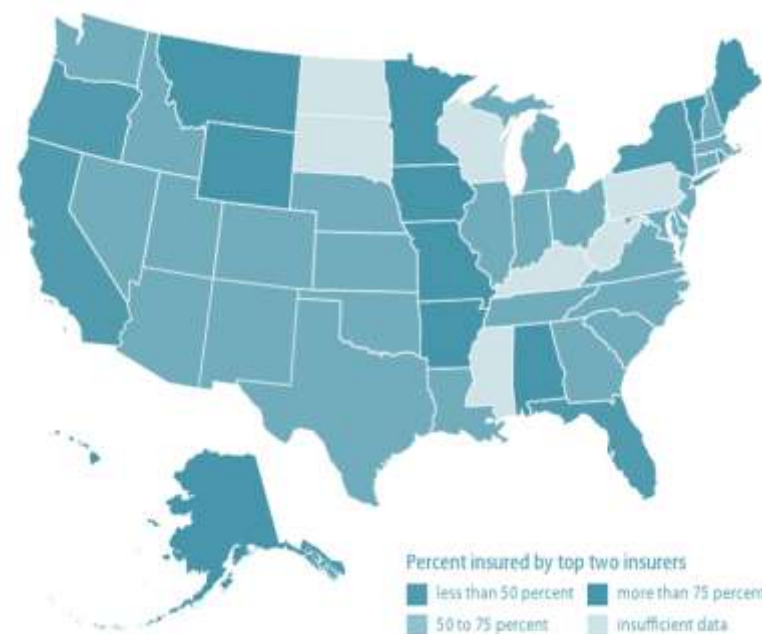 Percent insured by top two insurers
less than 50 percent
more than 75 percent
50 to 75 percent
insufficient data